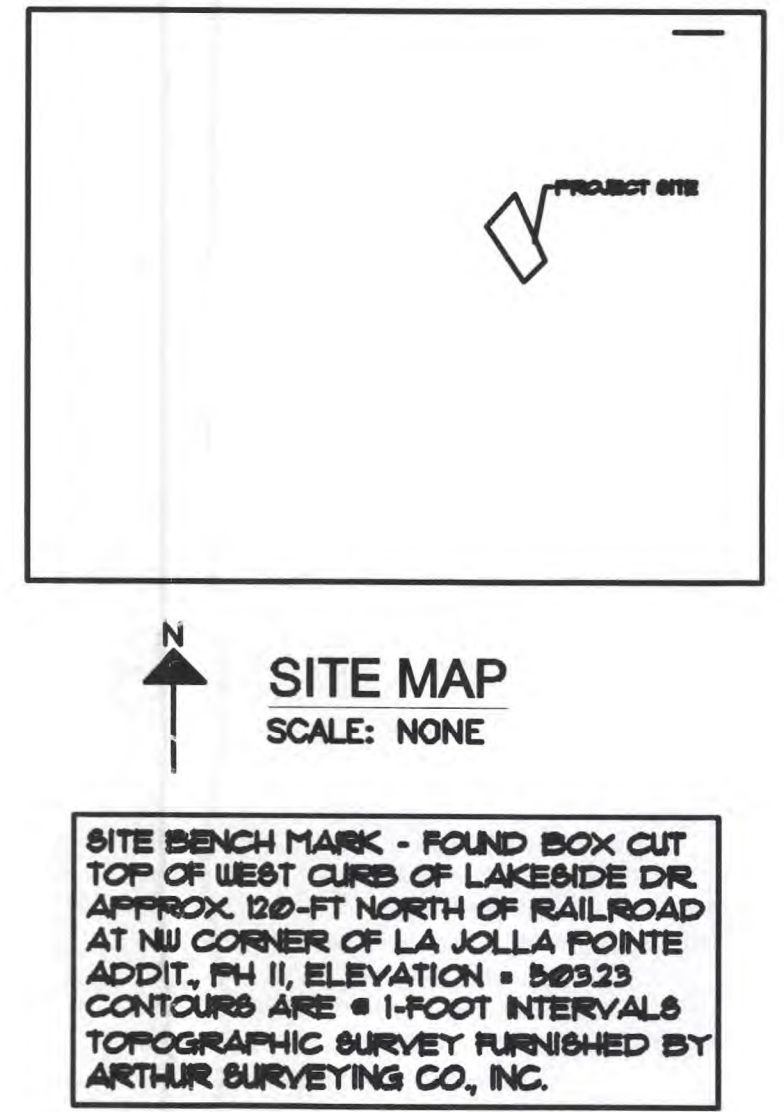 PROJECT SITE
N
SITE MAP
SCALE: NONE
SITE BENCH MARK - FOUND BOX CUT
TOP OF WEST CURB OF LAKESIDE DR.
APPROX. 120-FT NORTH OF RAILROAD
AT NW CORNER OF LA JOLLA POINTE
ADDIT., PH II, ELEVATION = 503.23
CONTOURS ARE @ 1-FOOT INTERVALS
TOPOGRAPHIC SURVEY FURNISHED BY
ARTHUR SURVEYING CO., INC.